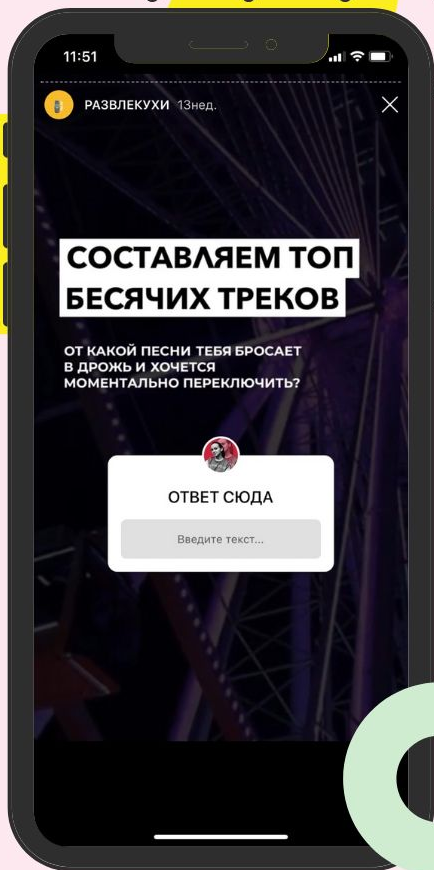 11:51
РАЗВЛЕКУХИ 13нед.
СОСТАВЛЯЕМ ТОП
БЕСЯЧИХ ТРЕКОВ
ОТ КАКОЙ ПЕСНИ ТЕБЯ БРОСАЕТ
В ДРОЖЬ И ХОЧЕТСЯ
МОМЕНТАЛЬНО ПЕРЕКЛЮЧИТЬ?
ОТВЕТ СЮДА
Введите текст...